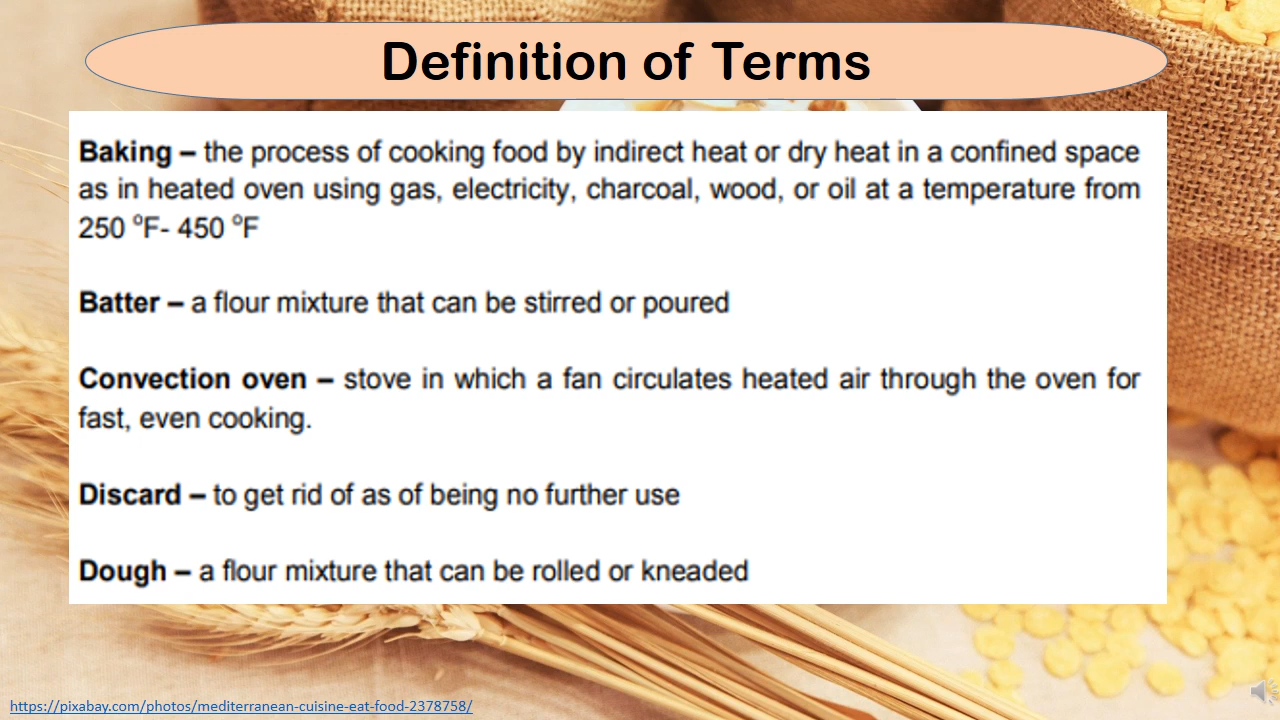 Definition of Terms
Baking – the process of cooking food by indirect heat or dry heat in a confined space
as in heated oven using gas, electricity, charcoal, wood, or oil at a temperature from
250 °F- 450 °F
Batter – a flour mixture that can be stirred or poured
Convection oven – stove in which a fan circulates heated air through the oven for
fast, even cooking.
Discard – to get rid of as of being no further use
Dough – a flour mixture that can be rolled or kneaded
https://pixabay.com/photos/mediterranean-cuisine-eat-food-2378758/